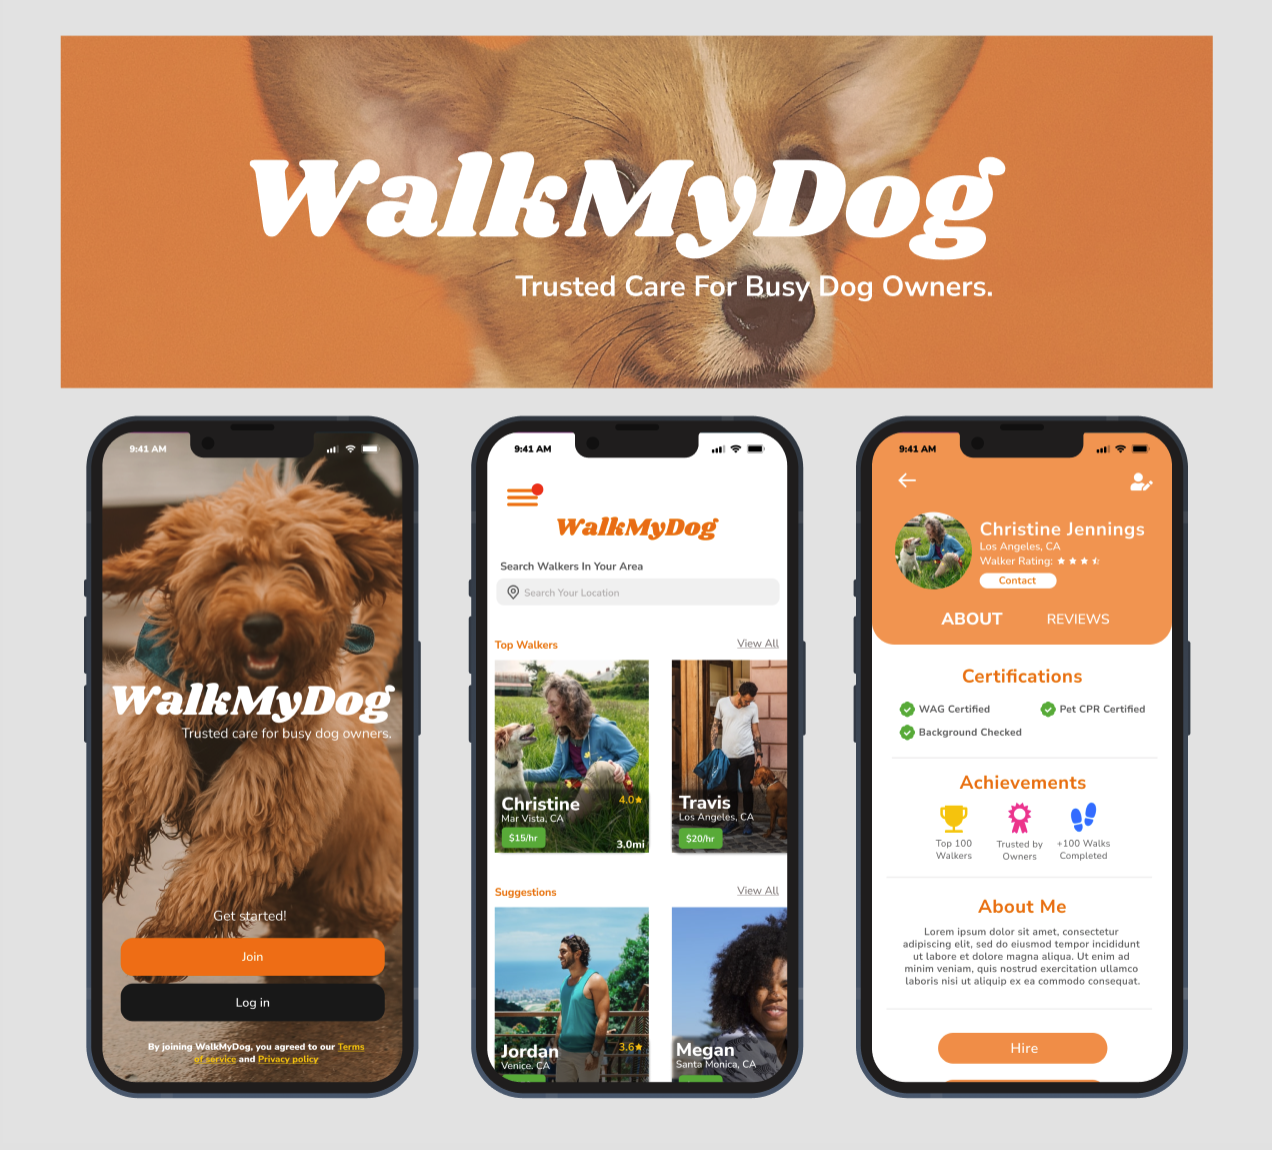 WalkMyDog
Trusted Care For Busy Dog Owners.
9:41 AM
WalkMyDog
Trusted care for busy dog owners.
Get started!
Join
Log in
By joining WalkMyDog, you agreed to our Terms
of service and Privacy policy
9:41 AM
WalkMyDog
Search Walkers In Your Area
Search Your Location
Top Walkers View All
Christine 4.0
Mar Vista, CA
$15/hr 3.0mi
Travis
Los Angeles, CA
$20/hr
Suggestions View All
Jordan 3.6
Venice, CA
Megan
Santa Monica, CA
9:41 AM
Christine Jennings
Los Angeles, CA
Walker Rating:
Contact
ABOUT REVIEWS
Certifications
WAG Certified Pet CPR Certified
Background Checked
Achievements
Top 100
Walkers
Trusted by
Owners
+100 Walks
Completed
About Me
Lorem ipsum dolor sit amet, consectetur
adipiscing elit, sed do eiusmod tempor incididunt
ut labore et dolore magna aliqua. Ut enim ad
minim veniam, quis nostrud exercitation ullamco
laboris nisi ut aliquip ex ea commodo consequat.
Hire